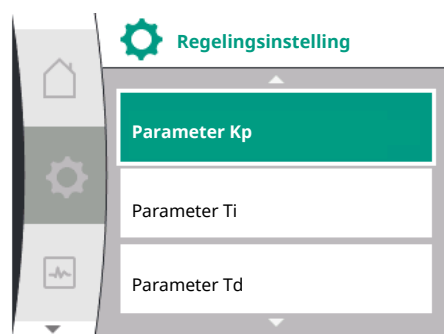 Regelingsinstelling
Parameter Kp
Parameter Ti
Parameter Td